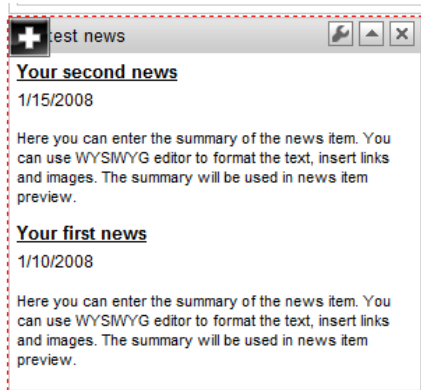 test news
Your second news
1/15/2008
Here you can enter the summary of the news item. You
can use WYSIWYG editor to format the text, insert links
and images. The summary will be used in news item
preview.
Your first news
1/10/2008
Here you can enter the summary of the news item. You
can use WYSIWYG editor to format the text, insert links
and images. The summary will be used in news item
preview.